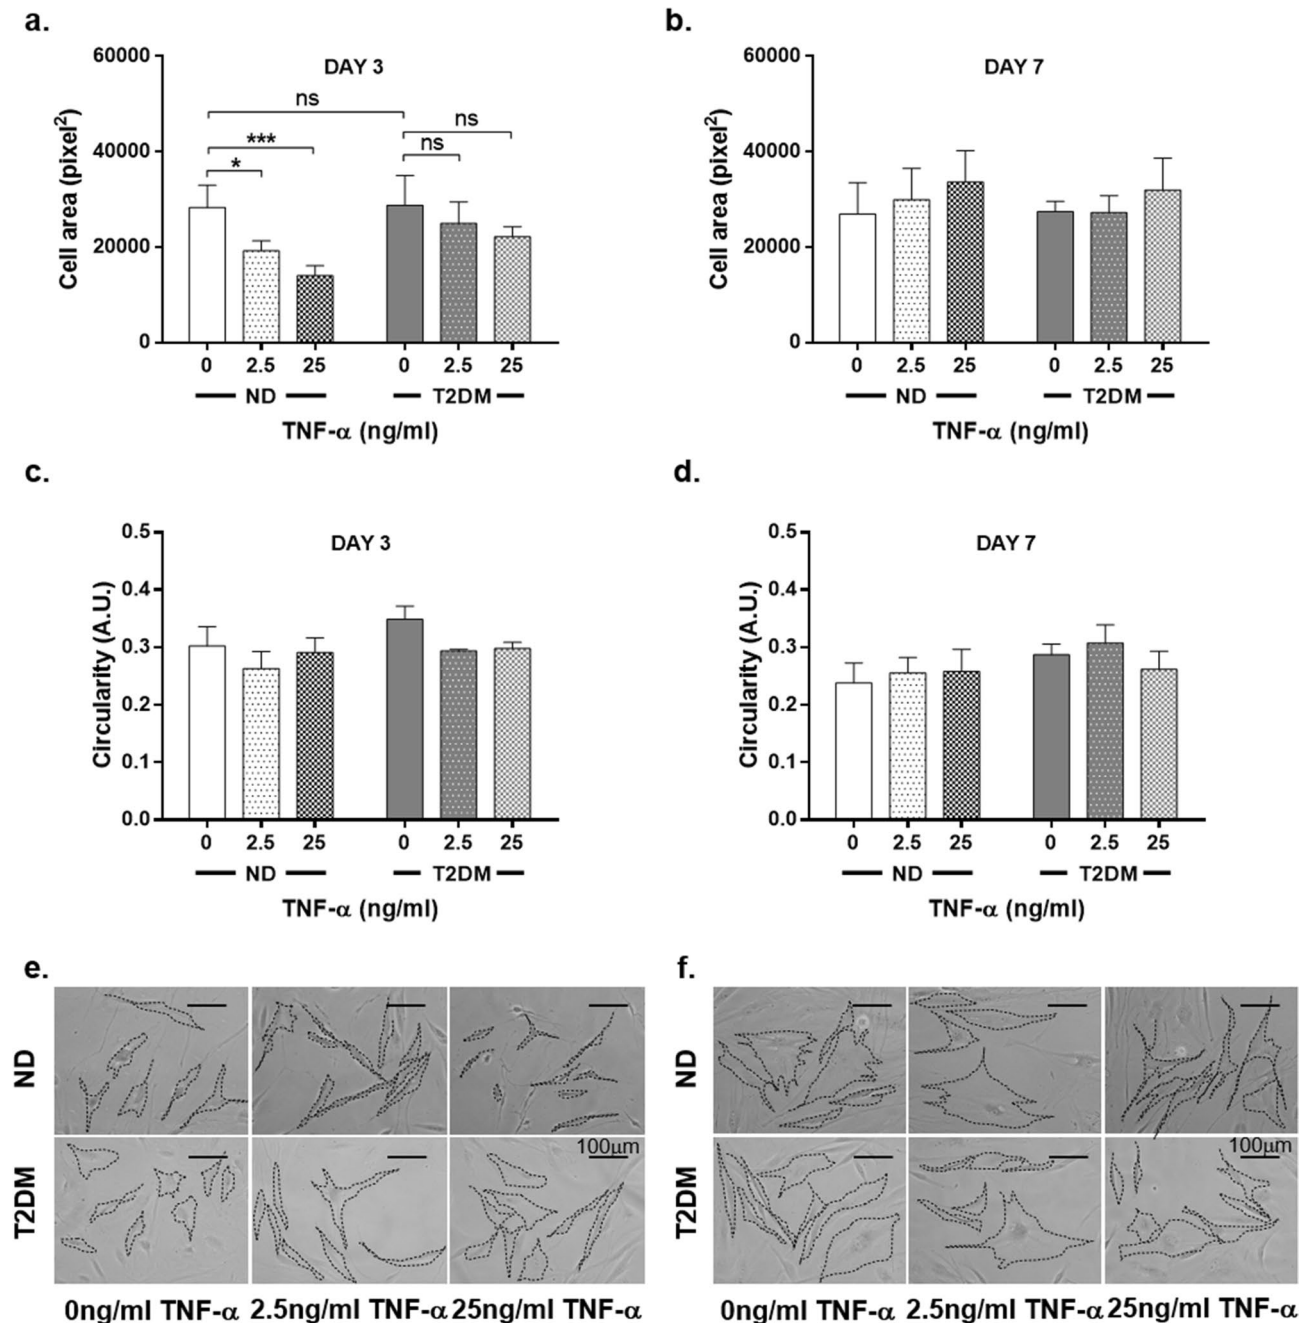 a.
DAY 3
60000
40000
20000
0
Cell area (pixel²)
ns
***
*
ns
ns
0 2.5 25 0 2.5 25
ND T2DM
TNF-α (ng/ml)
b.
DAY 7
60000
40000
20000
0
Cell area (pixel²)
0 2.5 25 0 2.5 25
ND T2DM
TNF-α (ng/ml)
c.
DAY 3
0.5
0.4
0.3
0.2
0.1
0.0
Circularity (A.U.)
0 2.5 25 0 2.5 25
ND T2DM
TNF-α (ng/ml)
d.
DAY 7
0.5
0.4
0.3
0.2
0.1
0.0
Circularity (A.U.)
0 2.5 25 0 2.5 25
ND T2DM
TNF-α (ng/ml)
e.
ND
T2DM
100μm
0ng/ml TNF-α 2.5ng/ml TNF-α 25ng/ml TNF-α
f.
ND
T2DM
100μm
0ng/ml TNF-α 2.5ng/ml TNF-α 25ng/ml TNF-α